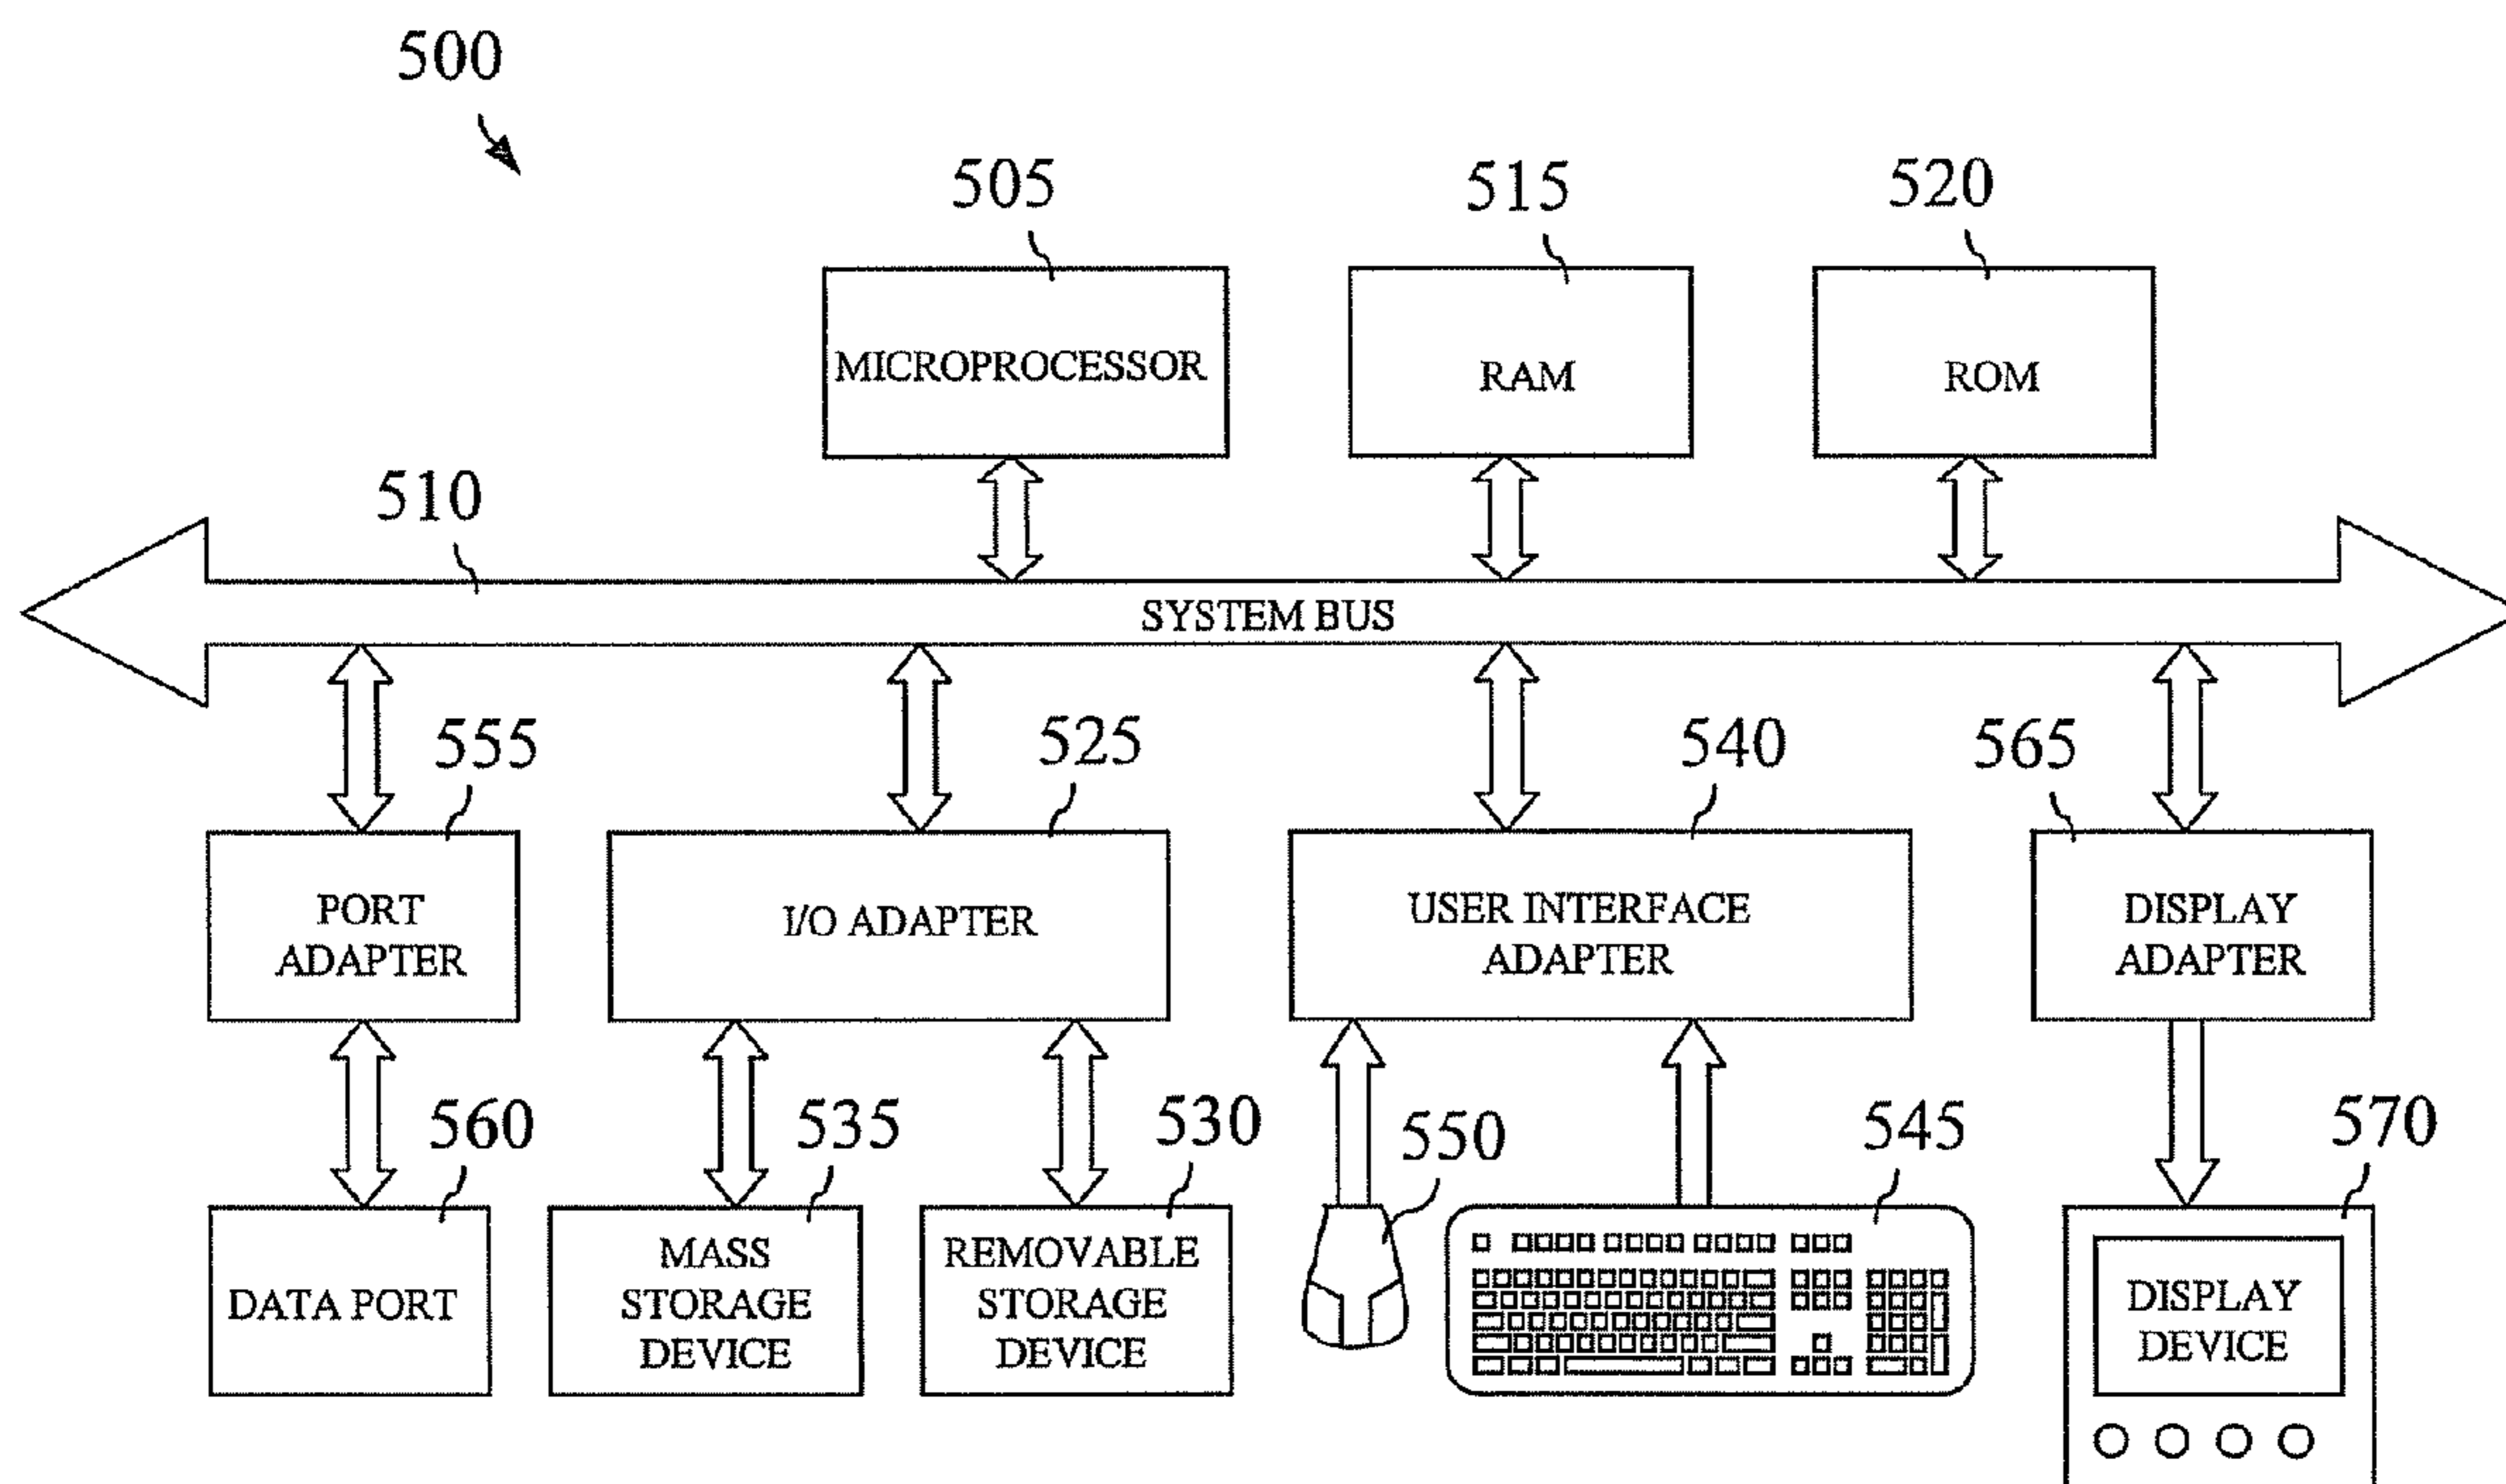 500
505
515
520
MICROPROCESSOR
RAM
ROM
510
SYSTEM BUS
555
525
540
565
PORT
ADAPTER
I/O ADAPTER
USER INTERFACE
ADAPTER
DISPLAY
ADAPTER
560
535
530
550
545
570
DATA PORT
MASS
STORAGE
DEVICE
REMOVABLE
STORAGE
DEVICE
DISPLAY
DEVICE